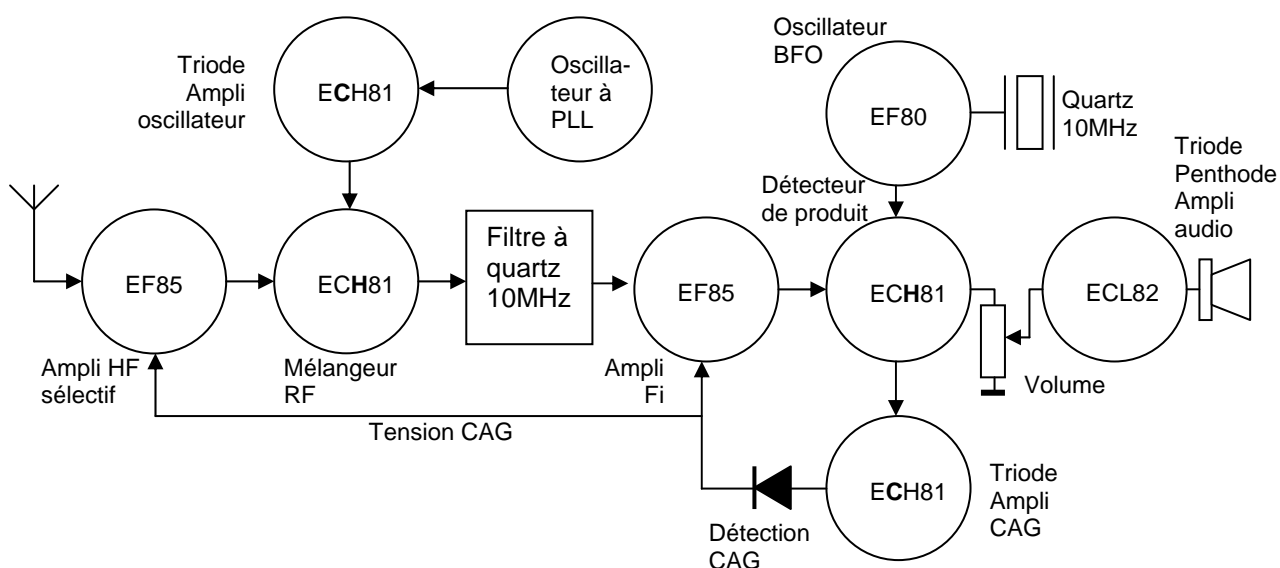 Triode
Ampli
oscillateur
ECH81
Oscilla-
teur à
PLL
Oscillateur
BFO
EF80
Quartz
10MHz
Triode
Penthode
Ampli
audio
Détecteur
de produit
EF85
ECH81
Filtre à
quartz
10MHz
EF85
ECH81
ECL82
Ampli HF
sélectif
Mélangeur
RF
Ampli
Fi
Volume
Tension CAG
ECH81
Triode
Ampli
CAG
Détection
CAG